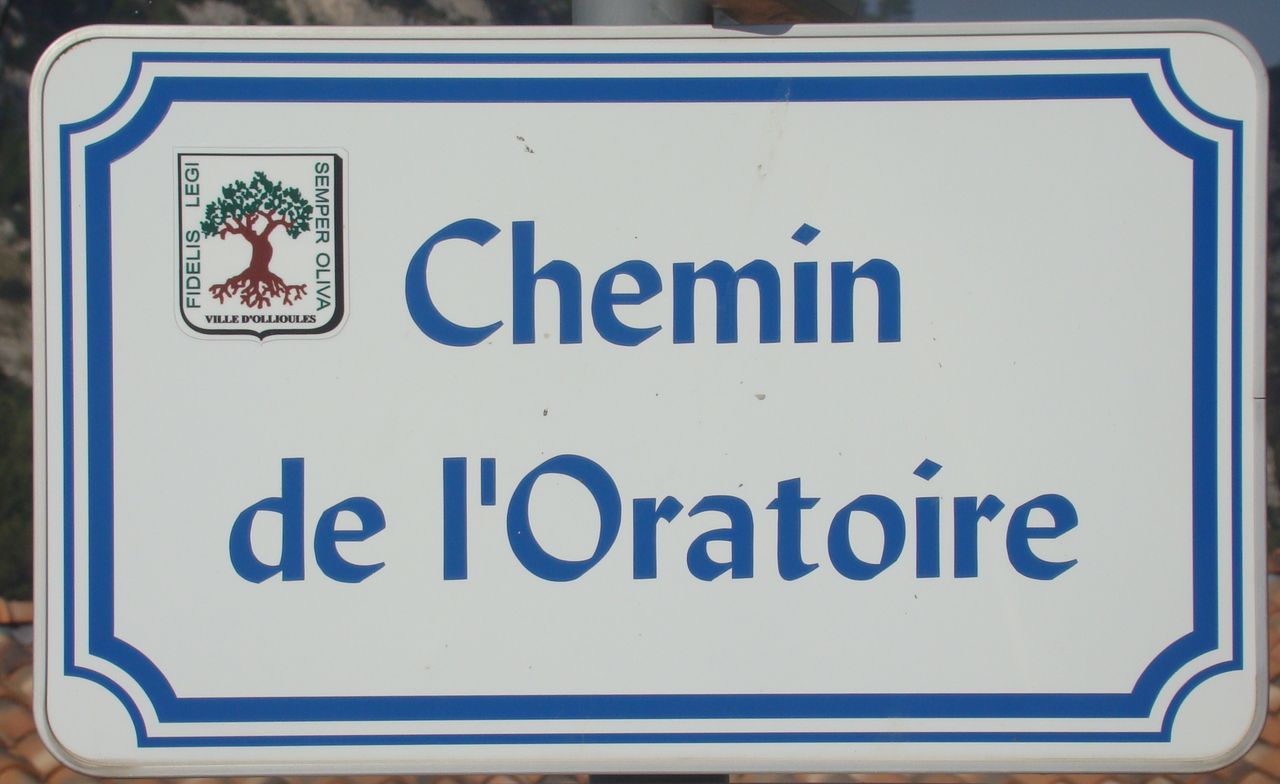 FIDELIS LEGI
SEMPER OLIVA
VILLE D'OLLIOULES
Chemin
de l'Oratoire